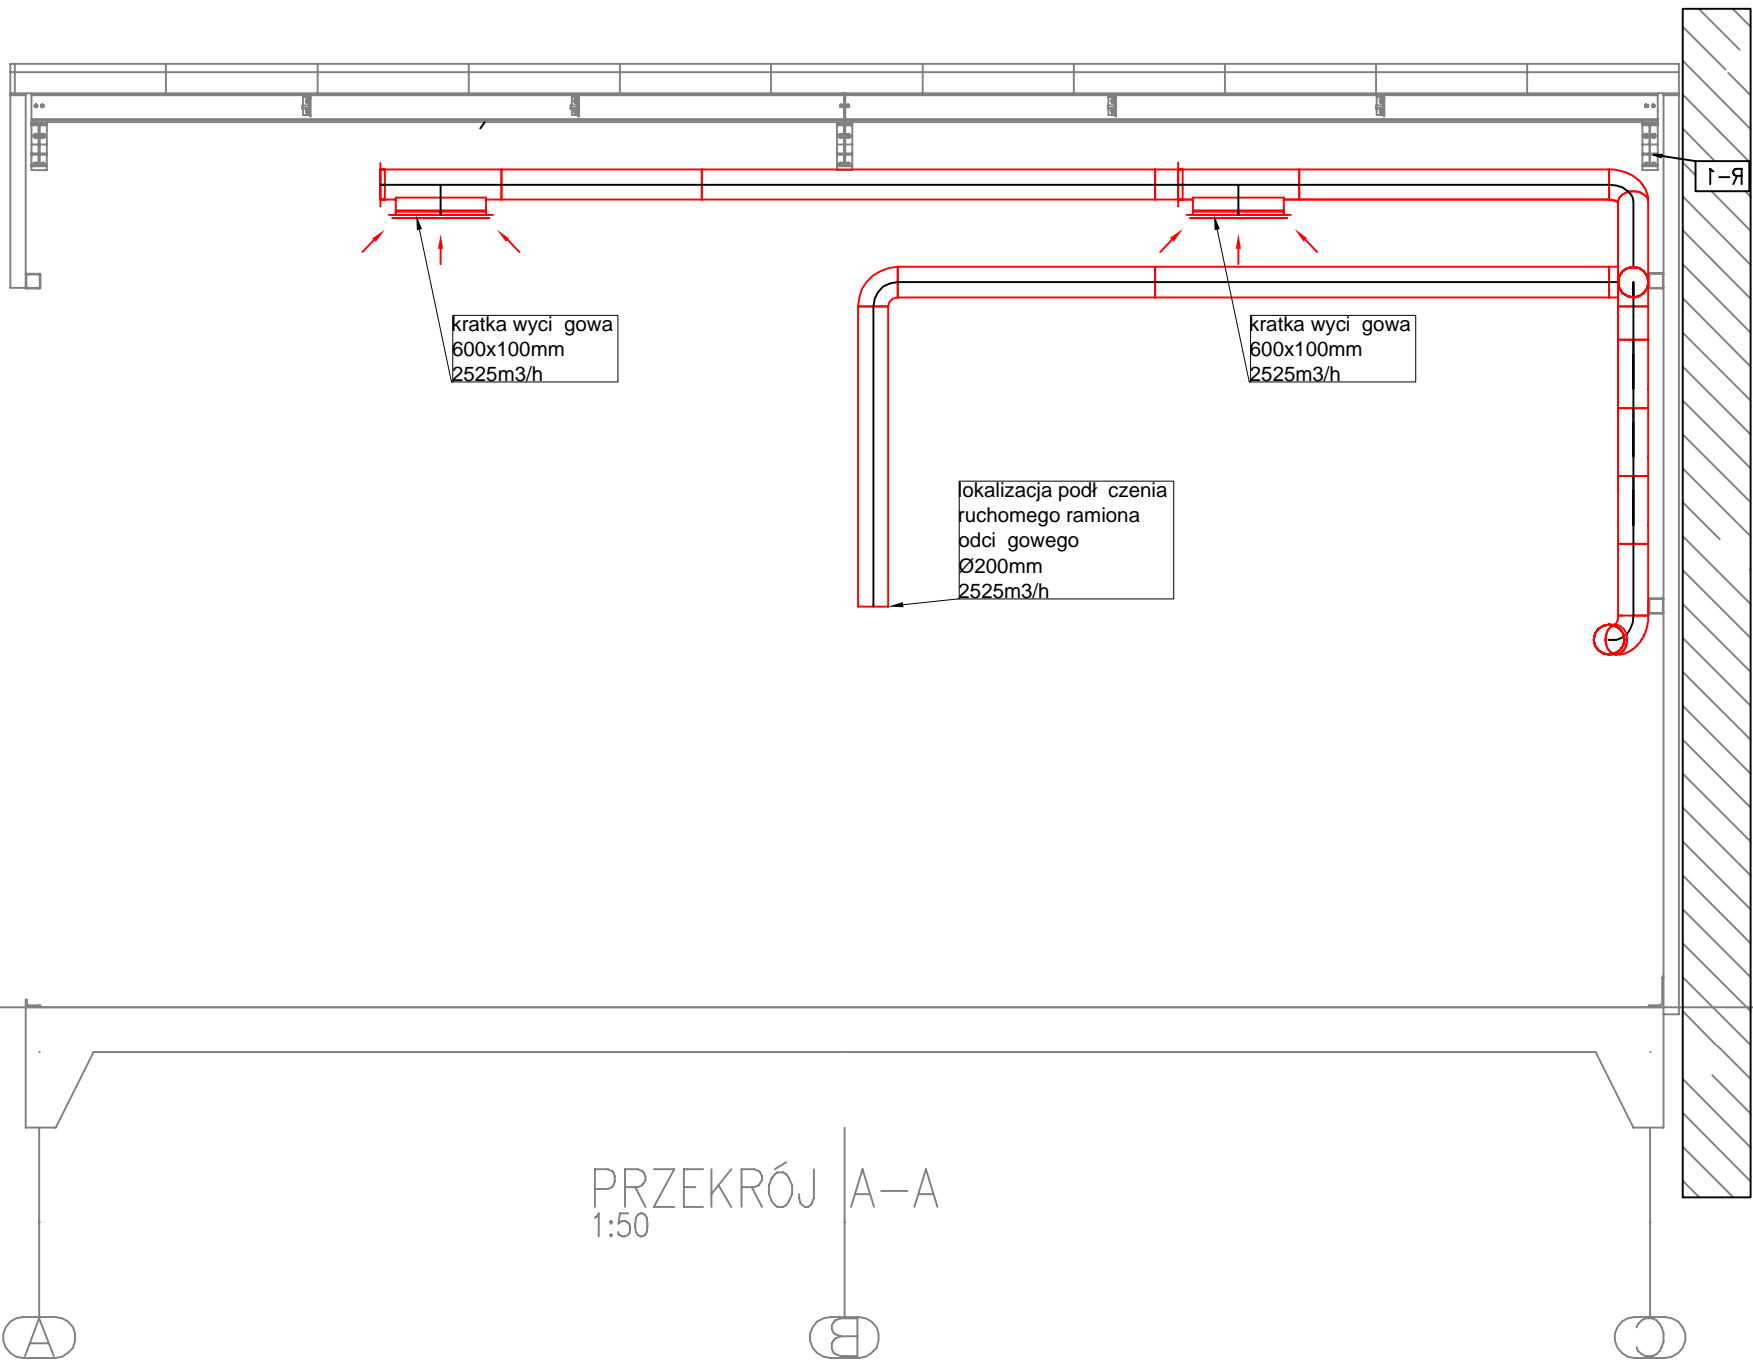 R-1
kratka wyci gowa
600x100mm
2525m3/h
kratka wyci gowa
600x100mm
2525m3/h
lokalizacja podł czenia
ruchomego ramiona
odci gowego
Ø200mm
2525m3/h
PRZEKRÓJ A-A
1:50
A
B
C